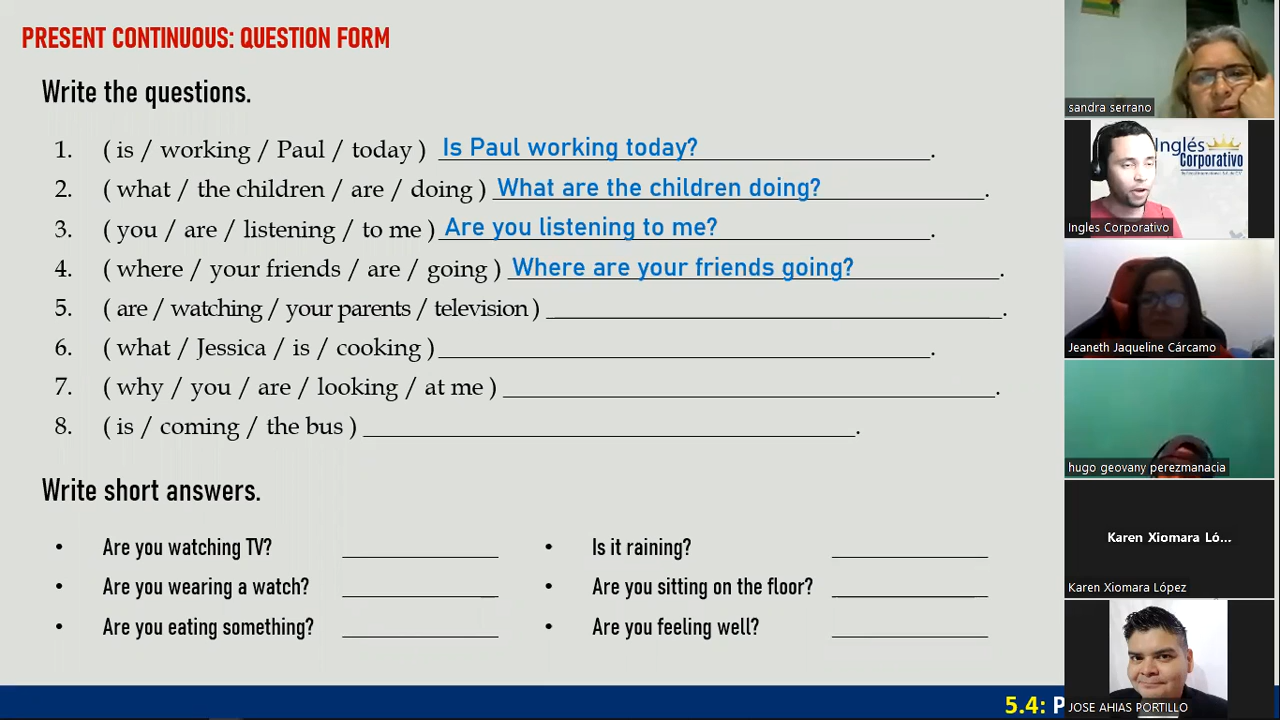 PRESENT CONTINUOUS: QUESTION FORM
Write the questions.
1. ( is / working / Paul / today ) Is Paul working today? .
2. ( what / the children / are / doing ) What are the children doing? .
3. ( you / are / listening / to me ) Are you listening to me? .
4. ( where / your friends / are / going ) Where are your friends going? .
5. ( are / watching / your parents / television ) .
6. ( what / Jessica / is / cooking ) .
7. ( why / you / are / looking / at me ) .
8. ( is / coming / the bus ) .
Write short answers.
• Are you watching TV?
• Is it raining?
• Are you wearing a watch?
• Are you sitting on the floor?
• Are you eating something?
• Are you feeling well?
5.4: P
sandra serrano
Inglés
Corporativo
Ingles Corporativo
Jeaneth Jaqueline Cárcamo
hugo geovany perezmanacia
Karen Xiomara Ló...
Karen Xiomara López
JOSE AHIAS PORTILLO